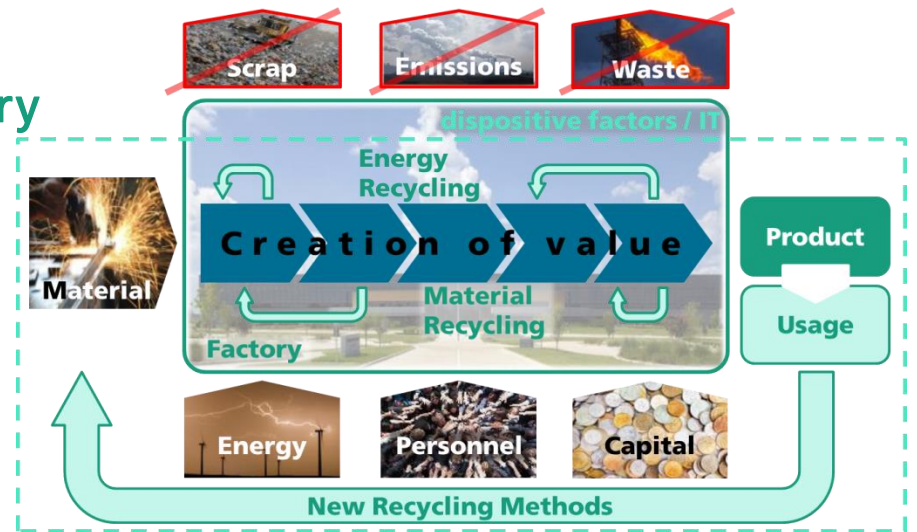 Scrap
Emissions
Waste
ry
dispositive factors / IT
Energy
Recycling
Material
Creation of value
Product
Material
Recycling
Usage
Factory
Energy
Personnel
Capital
New Recycling Methods